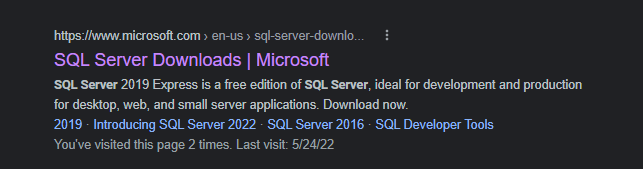 https://www.microsoft.com › en-us › sql-server-downlo...
SQL Server Downloads | Microsoft
SQL Server 2019 Express is a free edition of SQL Server, ideal for development and production
for desktop, web, and small server applications. Download now.
2019 · Introducing SQL Server 2022 · SQL Server 2016 · SQL Developer Tools
You've visited this page 2 times. Last visit: 5/24/22